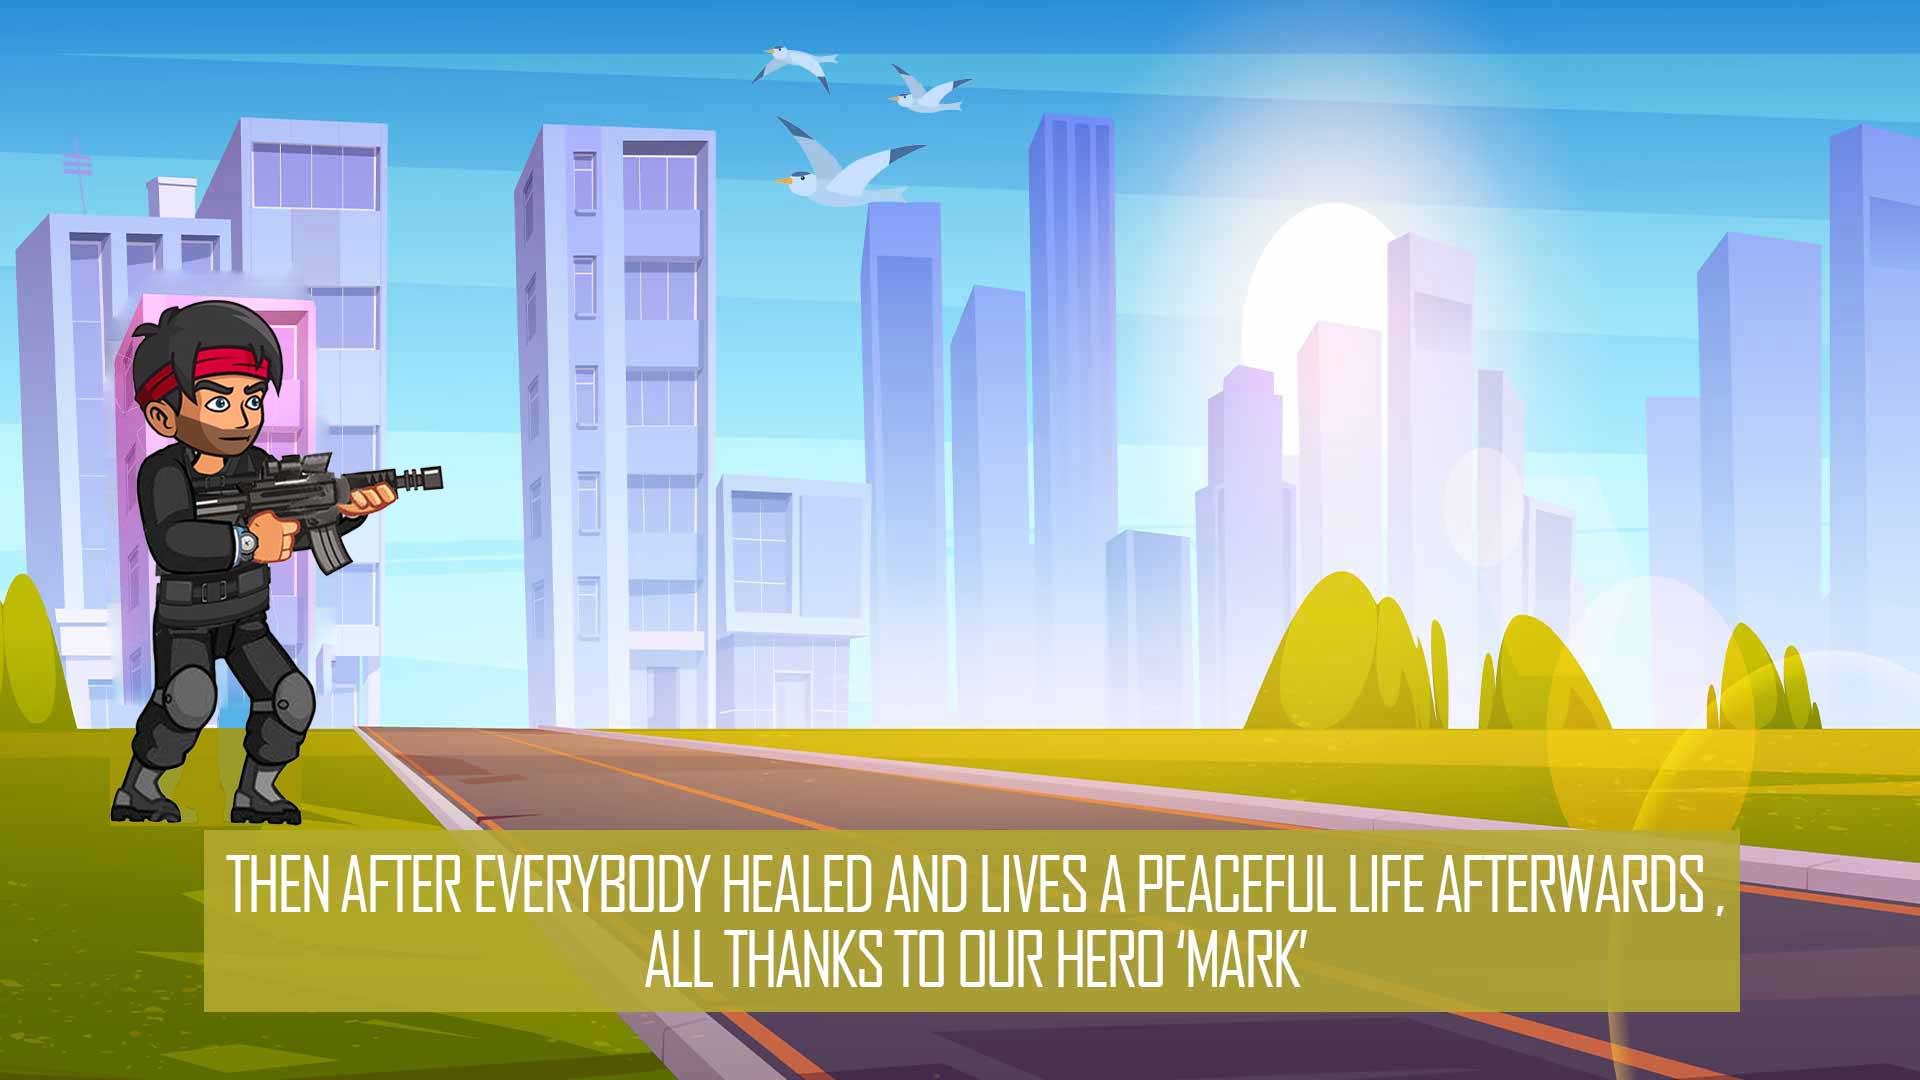 THEN AFTER EVERYBODY HEALED AND LIVES A PEACEFUL LIFE AFTERWARDS ,
ALL THANKS TO OUR HERO ‘MARK’